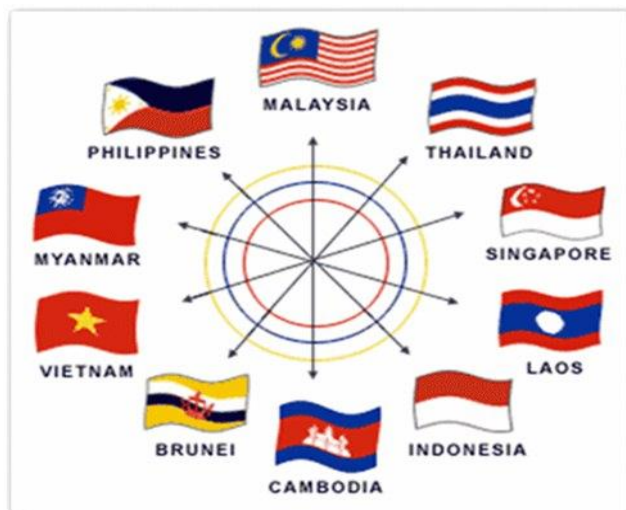 MALAYSIA
PHILIPPINES
THAILAND
MYANMAR
SINGAPORE
VIETNAM
LAOS
BRUNEI
INDONESIA
CAMBODIA